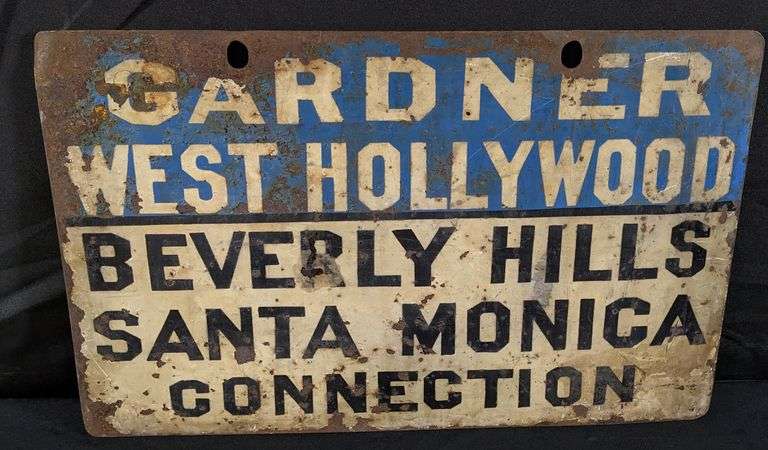 GARDNER
WEST HOLLYWOOD
BEVERLY HILLS
SANTA MONICA
CONNECTION